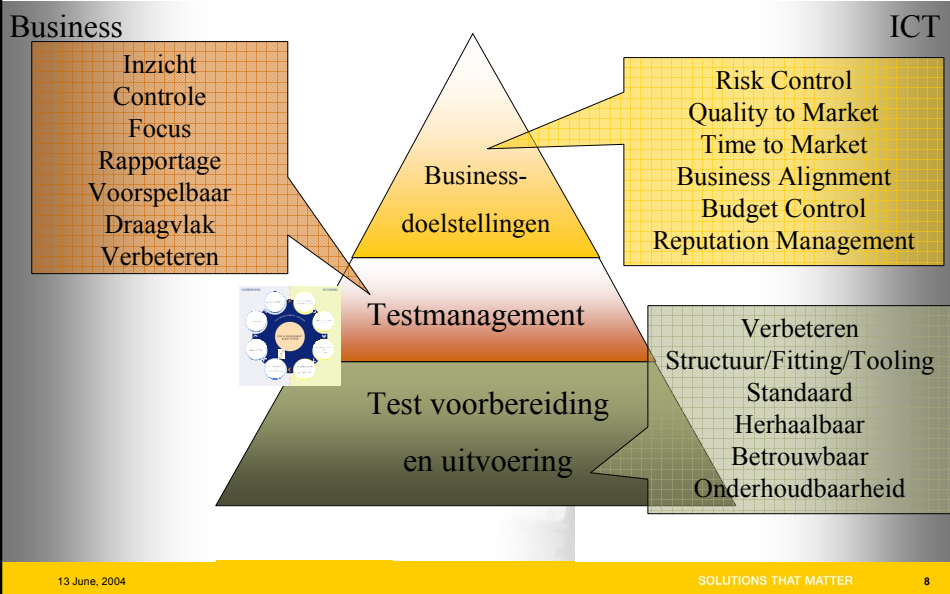 Business
ICT
Inzicht
Controle
Focus
Rapportage
Voorspelbaar
Draagvlak
Verbeteren
Risk Control
Quality to Market
Time to Market
Business Alignment
Budget Control
Reputation Management
Business-
doelstellingen
Testmanagement
Test voorbereiding
en uitvoering
Verbeteren
Structuur/Fitting/Tooling
Standaard
Herhaalbaar
Betrouwbaar
Onderhoudbaarheid
13 June, 2004
SOLUTIONS THAT MATTER
8